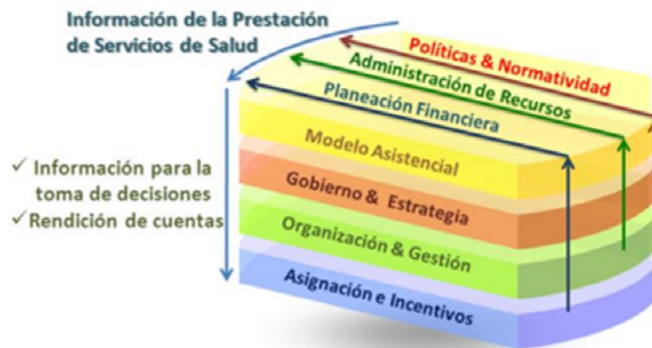 Información de la Prestación
de Servicios de Salud
Políticas & Normatividad
Administración de Recursos
Planeación Financiera
Modelo Asistencial
Gobierno & Estrategia
Organización & Gestión
Asignación e Incentivos
✓ Información para la
toma de decisiones
✓ Rendición de cuentas